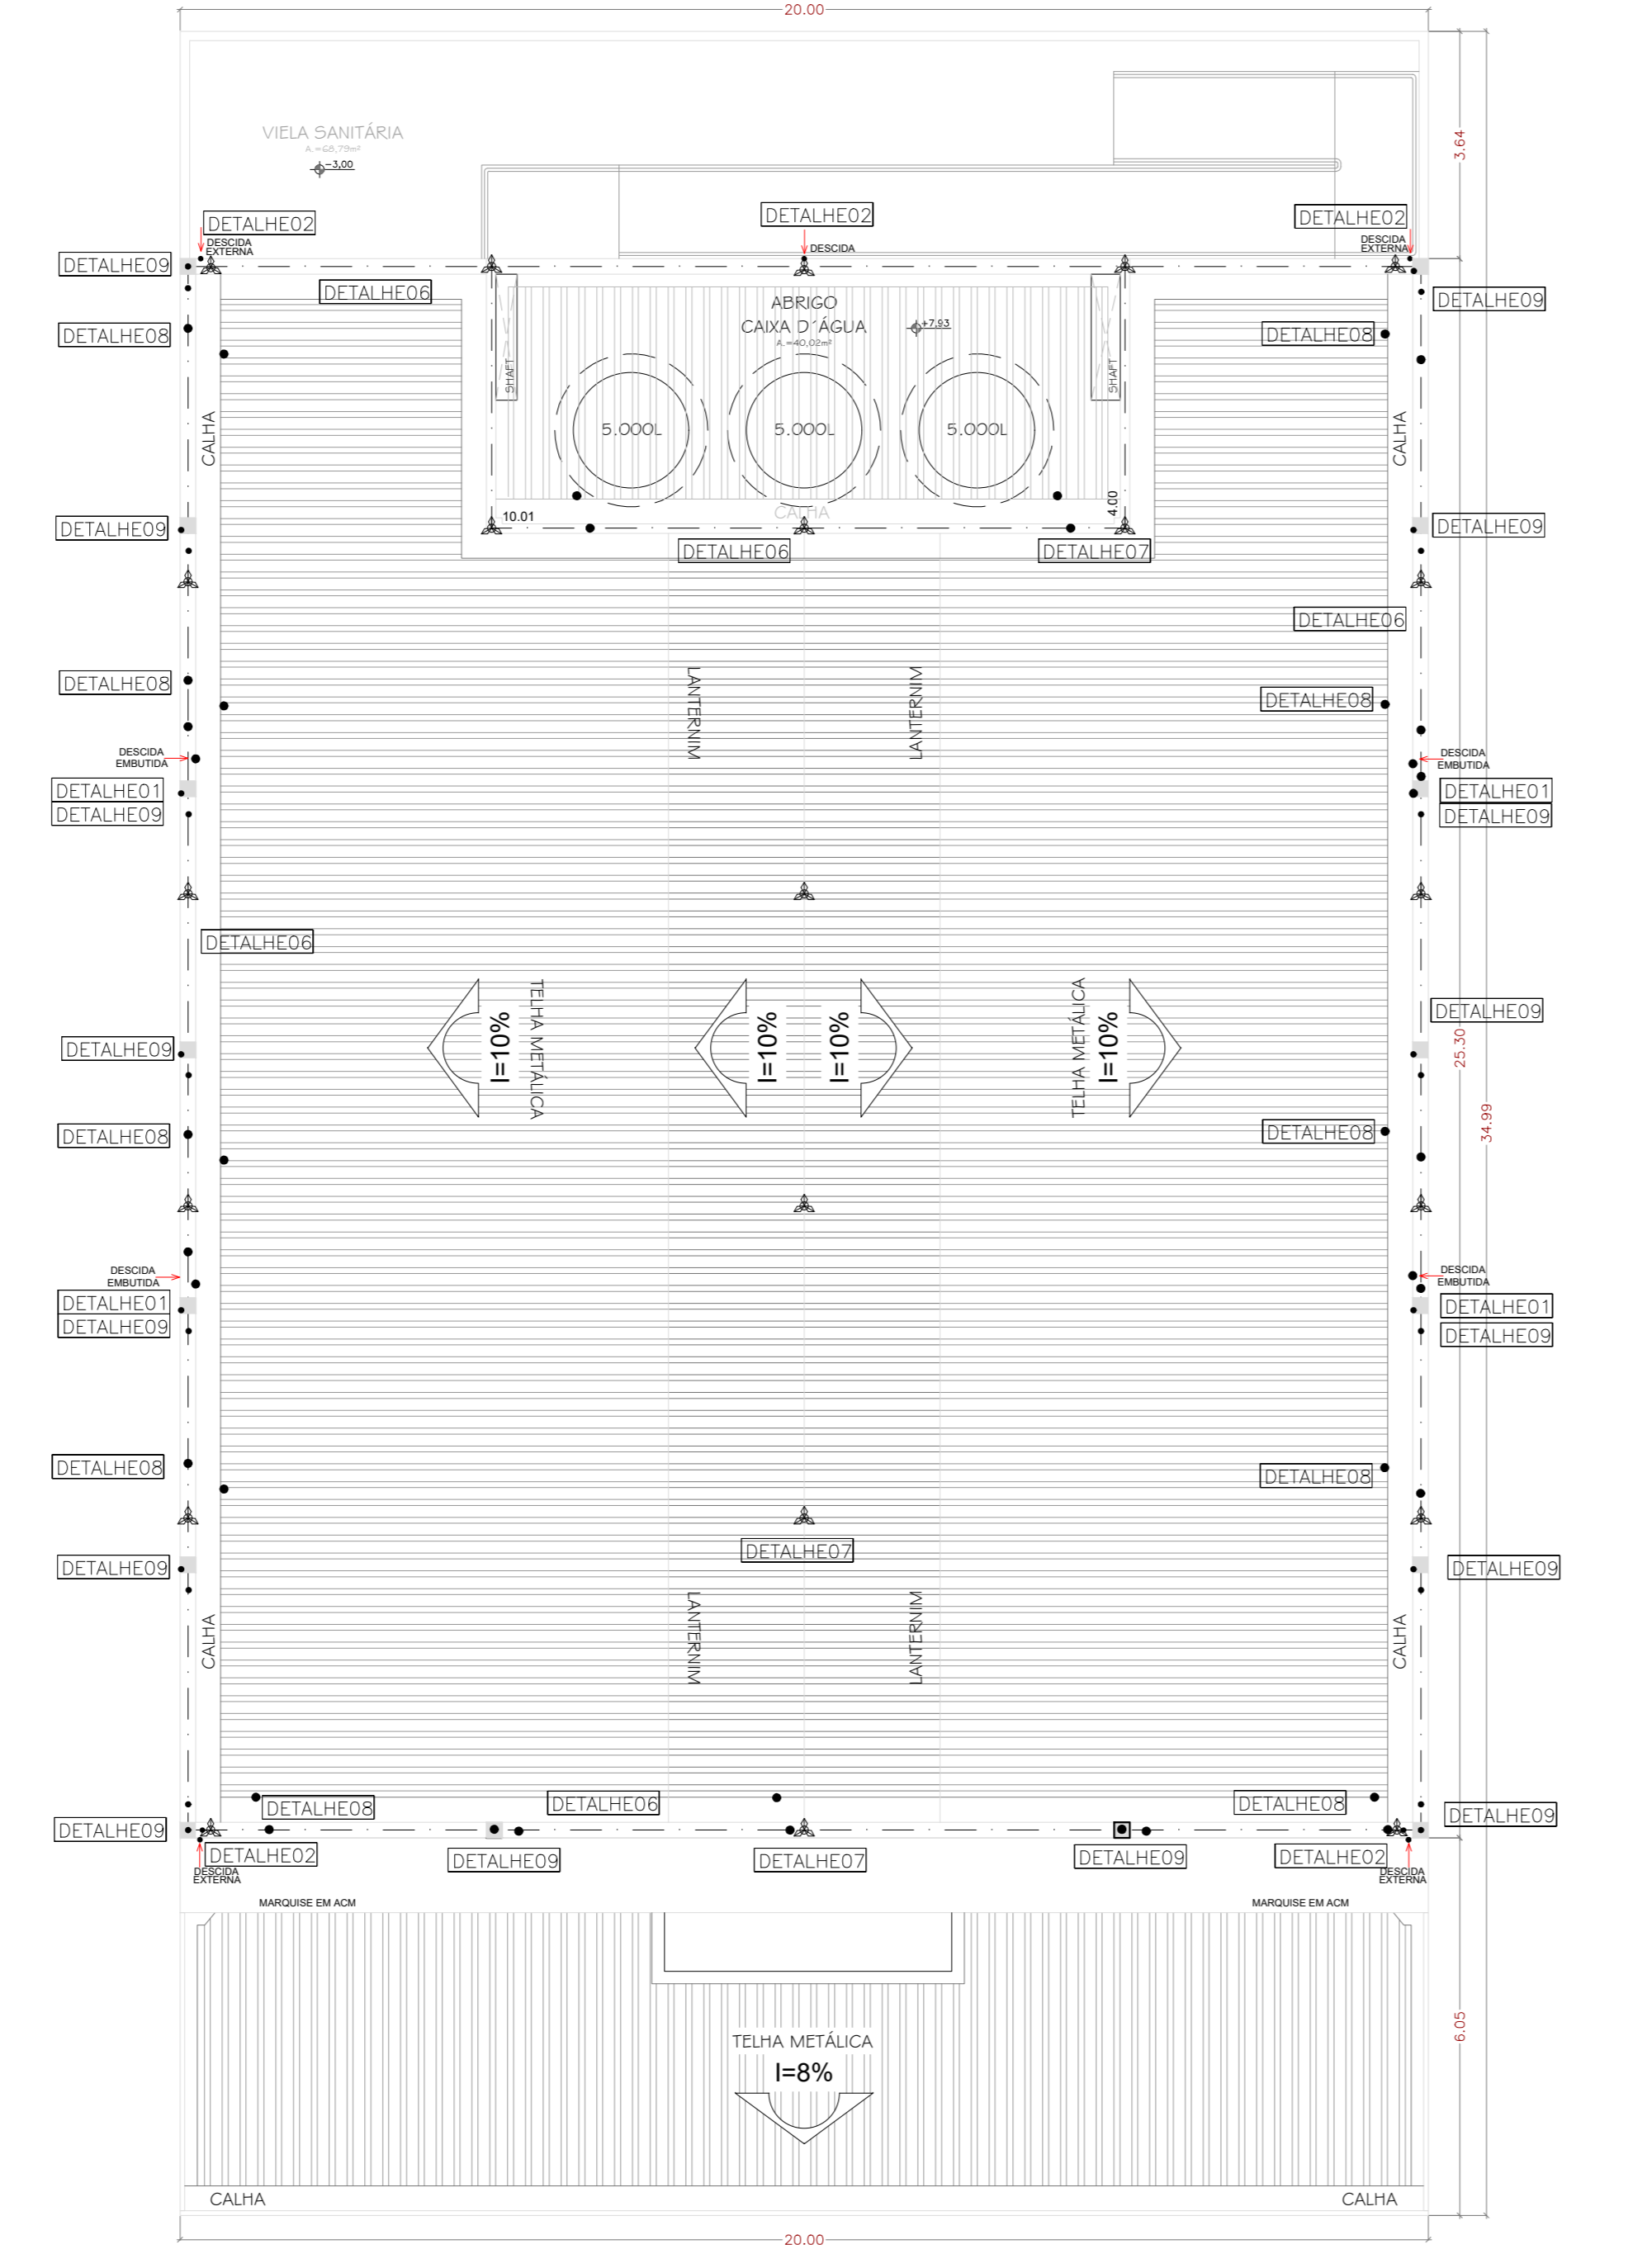 20.00
VIELA SANITÁRIA
A.=68,79m²
-3,00
3.64
DETALHE02
DETALHE02
DETALHE02
DESCIDA
EXTERNA
DESCIDA
DESCIDA
EXTERNA
DETALHE09
DETALHE06
ABRIGO
CAIXA D´ÁGUA
A.=40,02m²
+7,93
DETALHE09
DETALHE08
DETALHE08
SHAFT
SHAFT
CALHA
CALHA
5.000L
5.000L
5.000L
10.01
CALHA
4.00
DETALHE09
DETALHE09
DETALHE06
DETALHE07
DETALHE06
DETALHE08
LANTERNIM
LANTERNIM
DETALHE08
DESCIDA
EMBUTIDA
DESCIDA
EMBUTIDA
DETALHE01
DETALHE09
DETALHE01
DETALHE09
DETALHE06
TELHA METÁLICA
I=10%
I=10%
I=10%
I=10%
TELHA METÁLICA
DETALHE09
DETALHE09
25.30
34.99
DETALHE08
DETALHE08
DESCIDA
EMBUTIDA
DESCIDA
EMBUTIDA
DETALHE01
DETALHE09
DETALHE01
DETALHE09
DETALHE08
DETALHE08
DETALHE07
DETALHE09
DETALHE09
CALHA
LANTERNIM
LANTERNIM
CALHA
DETALHE08
DETALHE06
DETALHE08
DETALHE09
DETALHE09
DETALHE02
DETALHE09
DETALHE07
DETALHE09
DETALHE02
DESCIDA
EXTERNA
DESCIDA
EXTERNA
MARQUISE EM ACM
MARQUISE EM ACM
6.05
TELHA METÁLICA
I=8%
CALHA
CALHA
20.00